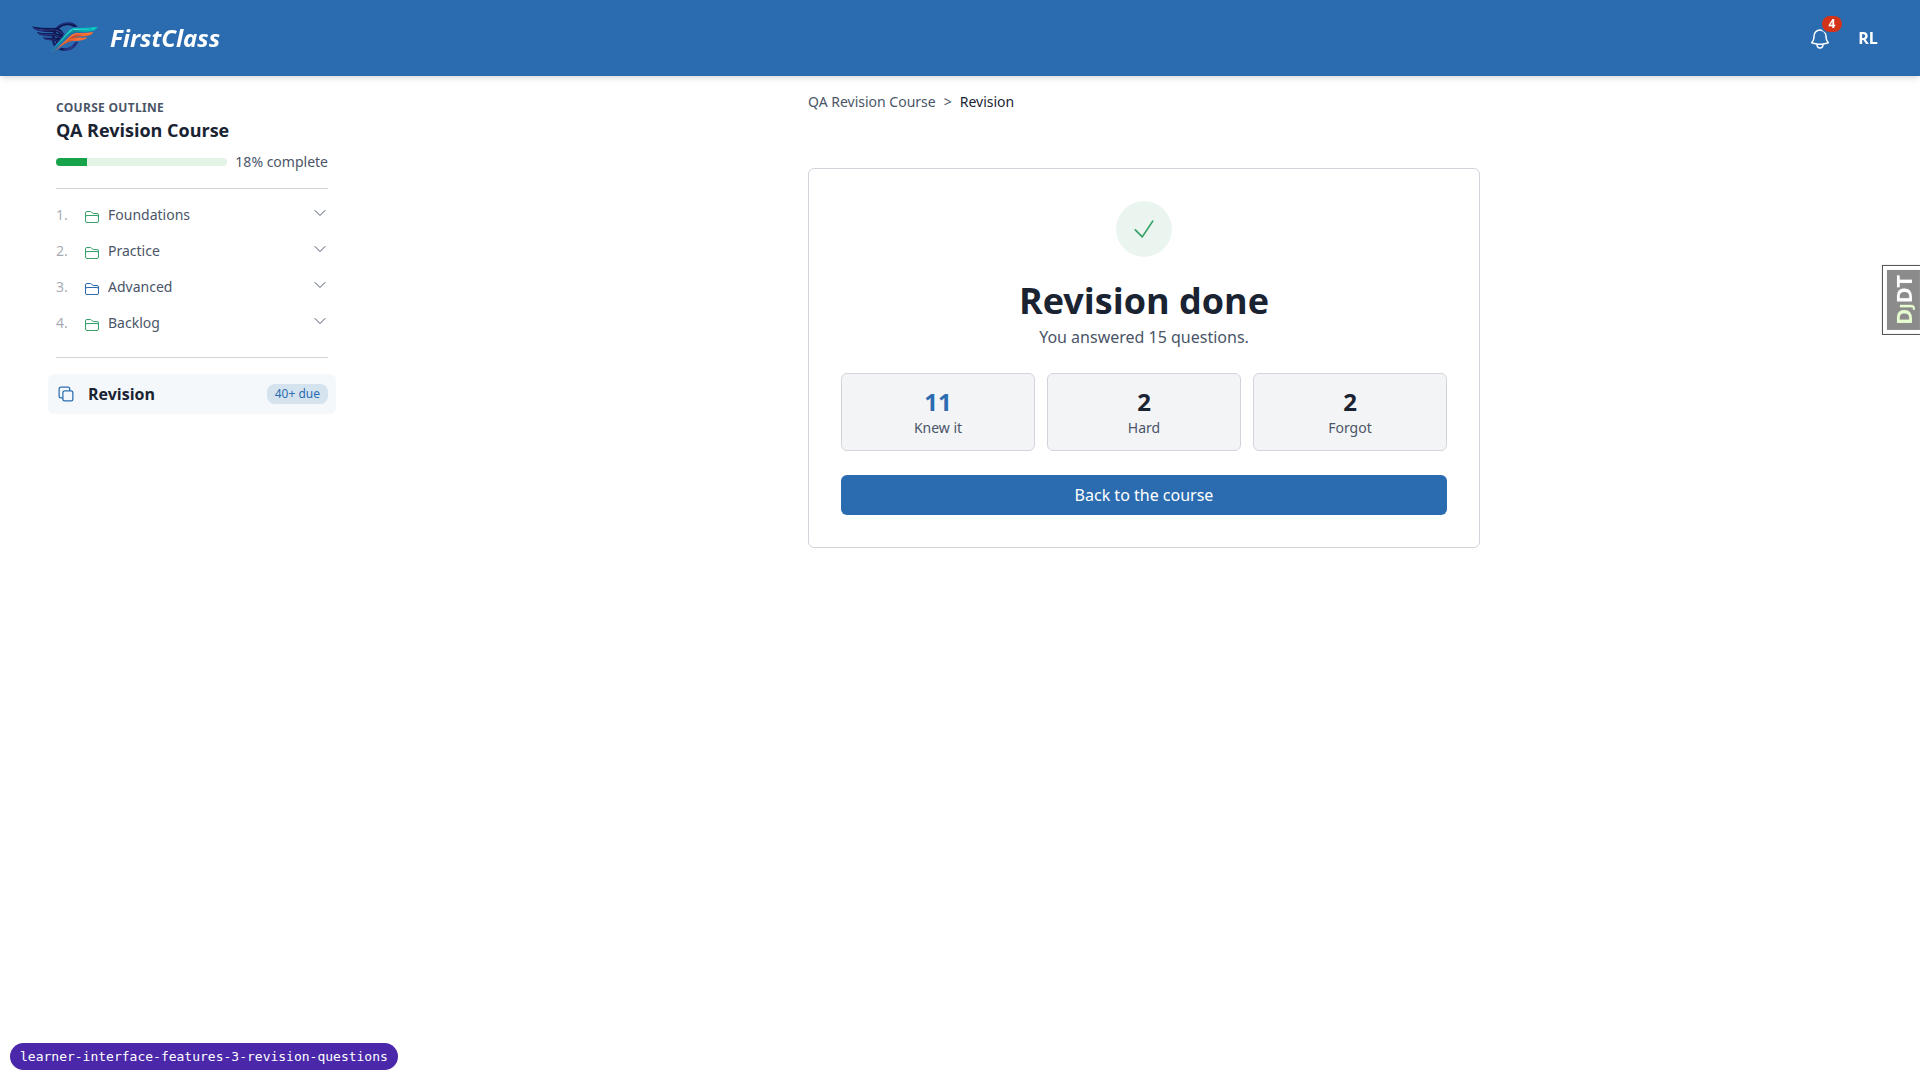 FirstClass
4
RL
COURSE OUTLINE
QA Revision Course
18% complete
1. Foundations
2. Practice
3. Advanced
4. Backlog
Revision
40+ due
QA Revision Course > Revision
Revision done
You answered 15 questions.
11
Knew it
2
Hard
2
Forgot
Back to the course
DjDT
learner-interface-features-3-revision-questions